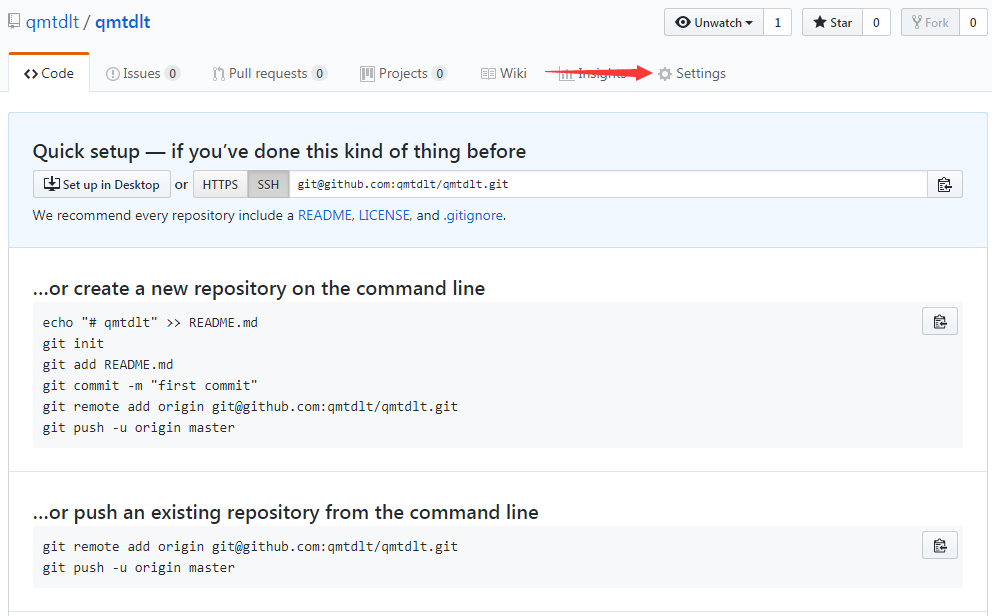 qmtdlt / qmtdlt
Unwatch 1 Star 0 Fork 0
Code Issues 0 Pull requests 0 Projects 0 Wiki Insights Settings
Quick setup — if you've done this kind of thing before
Set up in Desktop or HTTPS SSH git@github.com:qmtdlt/qmtdlt.git
We recommend every repository include a README, LICENSE, and .gitignore.
…or create a new repository on the command line
echo "# qmtdlt" >> README.md
git init
git add README.md
git commit -m "first commit"
git remote add origin git@github.com:qmtdlt/qmtdlt.git
git push -u origin master
…or push an existing repository from the command line
git remote add origin git@github.com:qmtdlt/qmtdlt.git
git push -u origin master